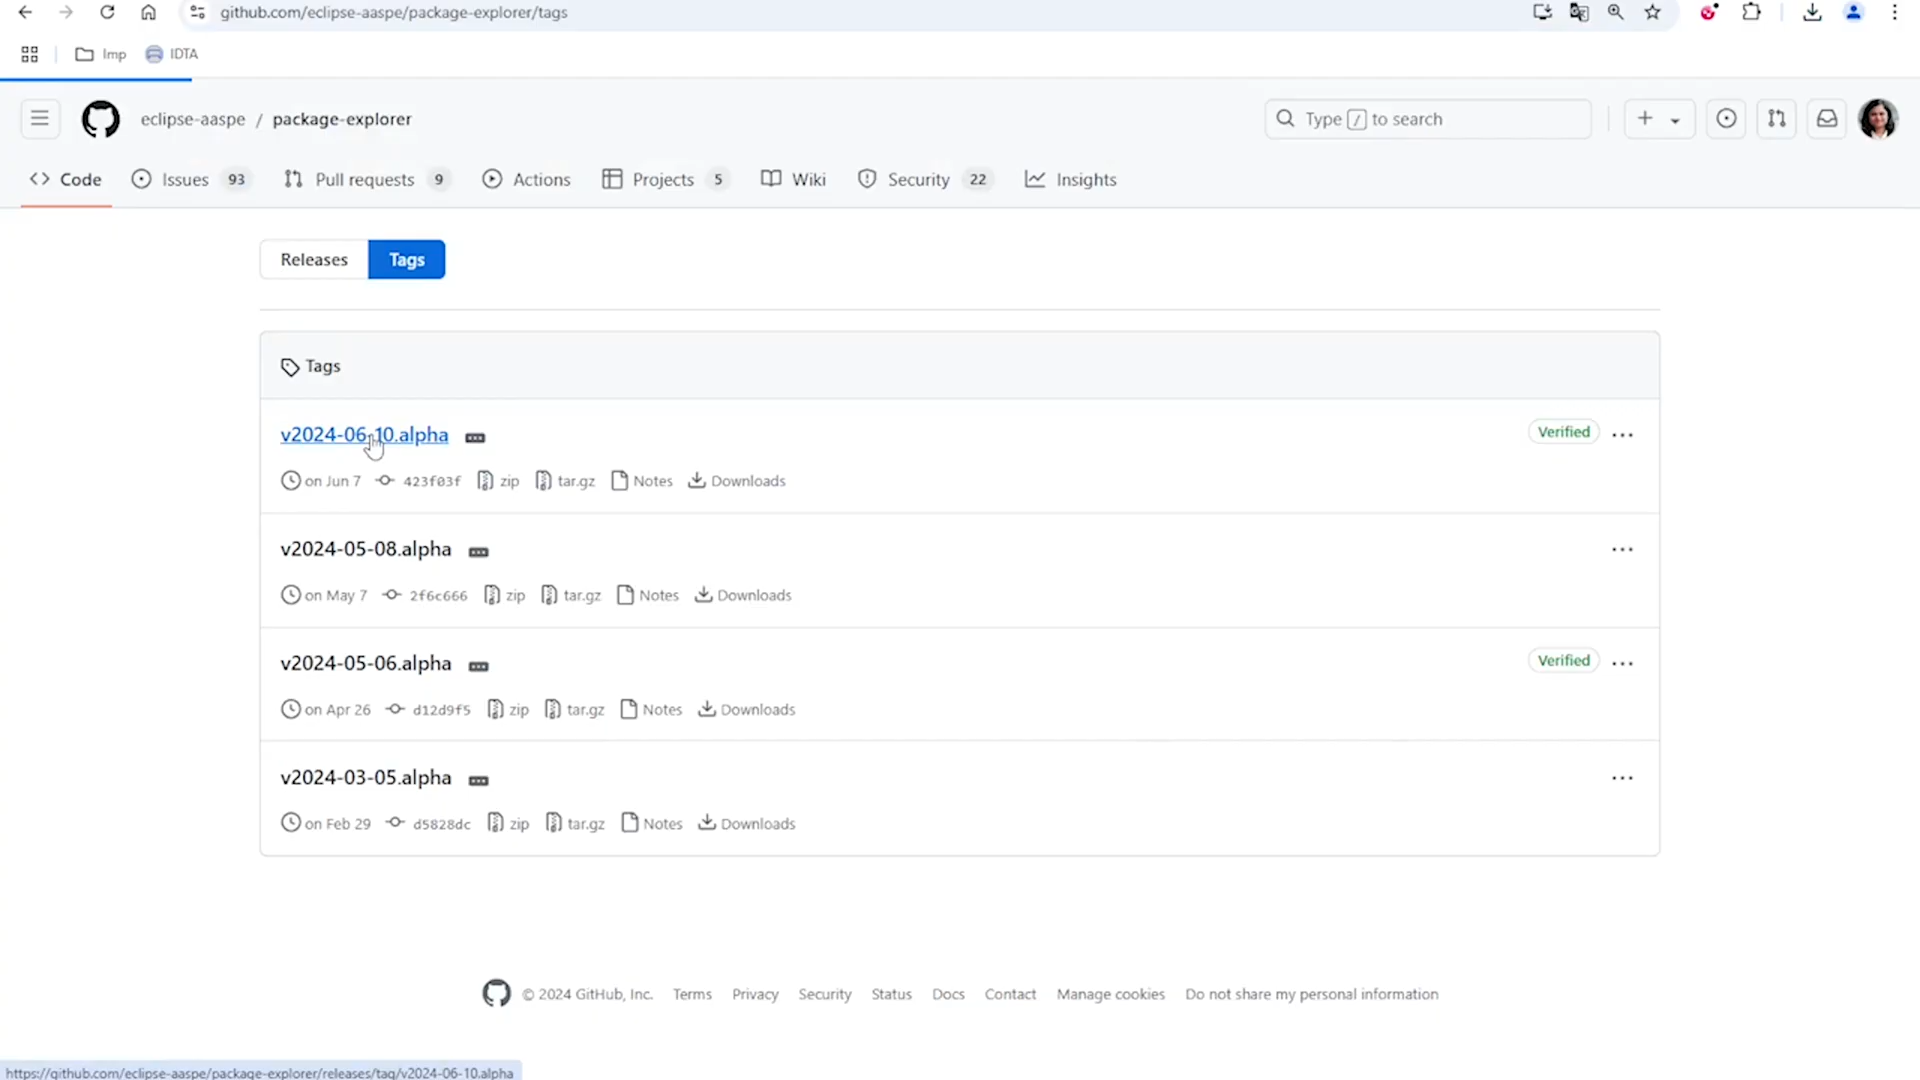 github.com/eclipse-aaspe/package-explorer/tags
Imp IDTA
eclipse-aaspe / package-explorer
Type / to search
Code Issues 93 Pull requests 9 Actions Projects 5 Wiki Security 22 Insights
Releases Tags
Tags
v2024-06-10.alpha
Verified
on Jun 7 423f03f zip tar.gz Notes Downloads
v2024-05-08.alpha
on May 7 2f6c666 zip tar.gz Notes Downloads
v2024-05-06.alpha
Verified
on Apr 26 d12d9f5 zip tar.gz Notes Downloads
v2024-03-05.alpha
on Feb 29 d5828dc zip tar.gz Notes Downloads
© 2024 GitHub, Inc. Terms Privacy Security Status Docs Contact Manage cookies Do not share my personal information
https://github.com/eclipse-aaspe/package-explorer/releases/tag/v2024-06-10.alpha